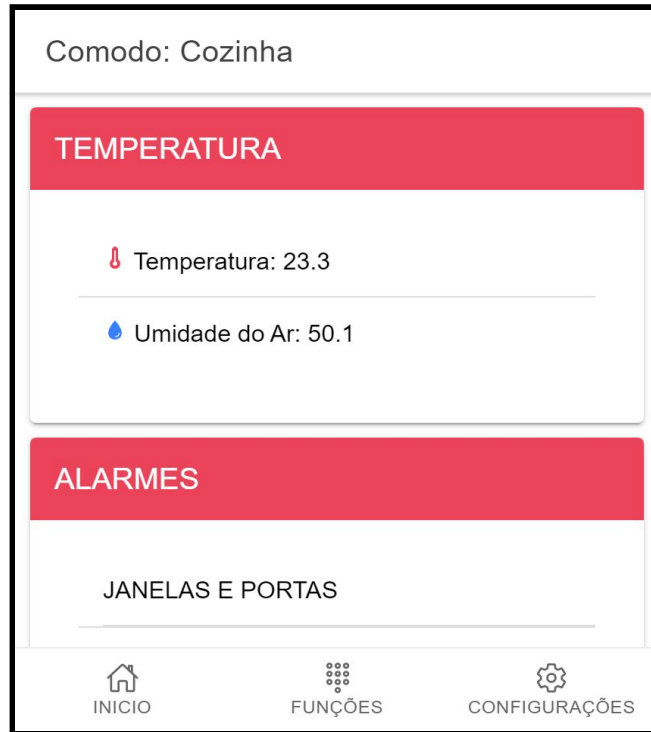 Comodo: Cozinha
TEMPERATURA
Temperatura: 23.3
Umidade do Ar: 50.1
ALARMES
JANELAS E PORTAS
INICIO
FUNÇÕES
CONFIGURAÇÕES